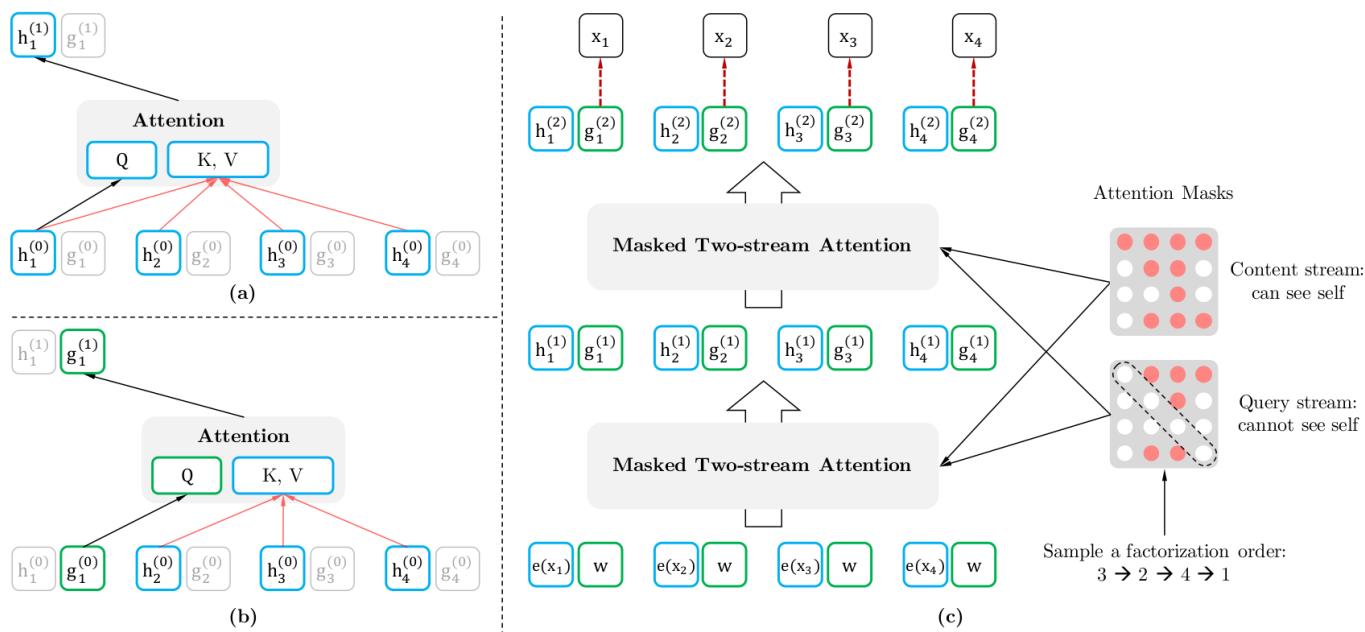 h₁⁽¹⁾ g₁⁽¹⁾
Attention
Q K, V
h₁⁽⁰⁾ g₁⁽⁰⁾ h₂⁽⁰⁾ g₂⁽⁰⁾ h₃⁽⁰⁾ g₃⁽⁰⁾ h₄⁽⁰⁾ g₄⁽⁰⁾
(a)
h₁⁽¹⁾ g₁⁽¹⁾
Attention
Q K, V
h₁⁽⁰⁾ g₁⁽⁰⁾ h₂⁽⁰⁾ g₂⁽⁰⁾ h₃⁽⁰⁾ g₃⁽⁰⁾ h₄⁽⁰⁾ g₄⁽⁰⁾
(b)
x₁ x₂ x₃ x₄
h₁⁽²⁾ g₁⁽²⁾ h₂⁽²⁾ g₂⁽²⁾ h₃⁽²⁾ g₃⁽²⁾ h₄⁽²⁾ g₄⁽²⁾
Masked Two-stream Attention
h₁⁽¹⁾ g₁⁽¹⁾ h₂⁽¹⁾ g₂⁽¹⁾ h₃⁽¹⁾ g₃⁽¹⁾ h₄⁽¹⁾ g₄⁽¹⁾
Masked Two-stream Attention
e(x₁) w e(x₂) w e(x₃) w e(x₄) w
(c)
Attention Masks
Content stream:
can see self
Query stream:
cannot see self
Sample a factorization order:
3 → 2 → 4 → 1